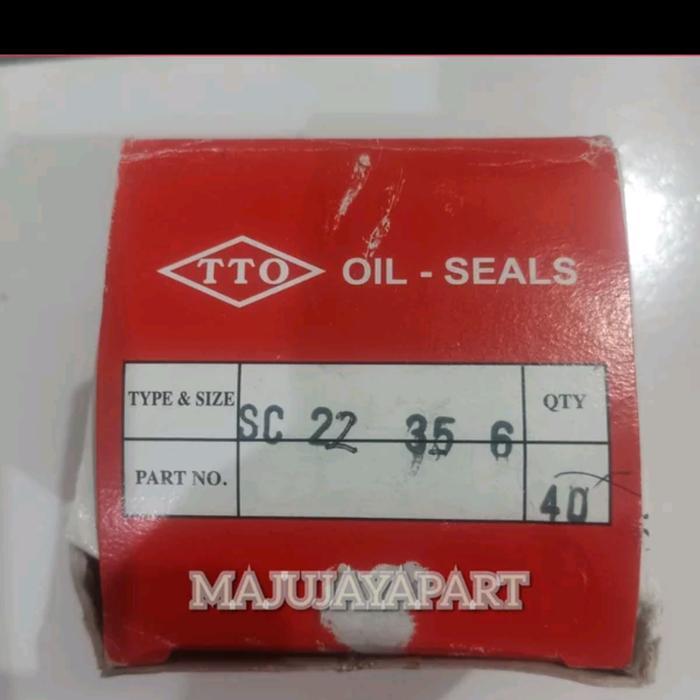 TTO OIL - SEALS
TYPE & SIZE SC 22 35 6 QTY
PART NO. 40
MAJUJAYAPART